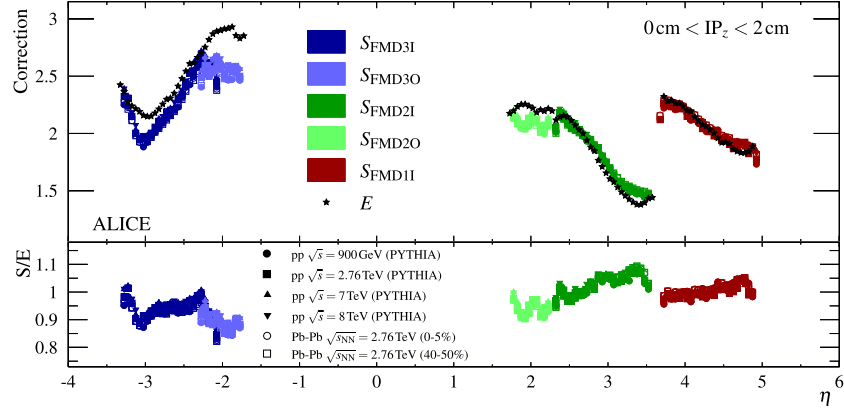 3
2.5
2
1.5
Correction
0 cm < IP_z < 2 cm
S_FMD3I
S_FMD3O
S_FMD2I
S_FMD2O
S_FMD1I
E
ALICE
S/E
1.1
1
0.9
0.8
pp √s = 900 GeV (PYTHIA)
pp √s = 2.76 TeV (PYTHIA)
pp √s = 7 TeV (PYTHIA)
pp √s = 8 TeV (PYTHIA)
Pb-Pb √s_NN = 2.76 TeV (0-5%)
Pb-Pb √s_NN = 2.76 TeV (40-50%)
-4 -3 -2 -1 0 1 2 3 4 5 6
η